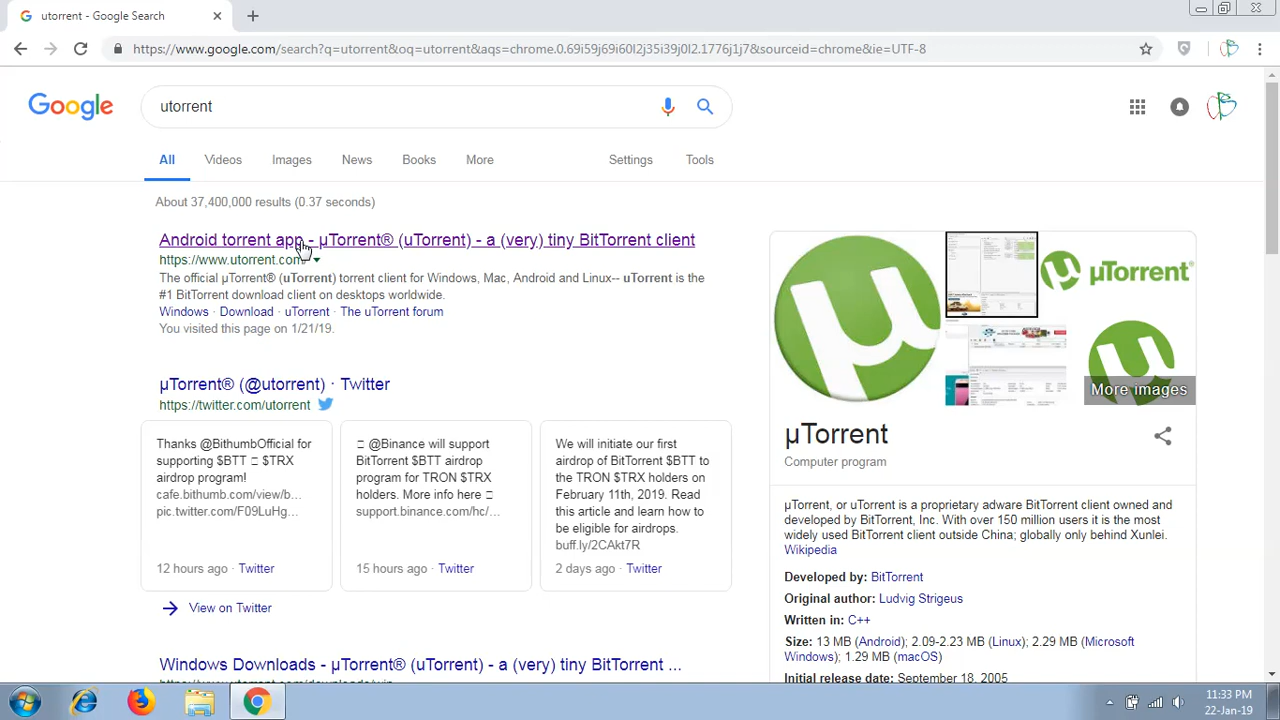 utorrent - Google Search
https://www.google.com/search?q=utorrent&oq=utorrent&aqs=chrome.0.69i59j69i60l2j35i39j0l2.1776j1j7&sourceid=chrome&ie=UTF-8
Google
utorrent
All Videos Images News Books More Settings Tools
About 37,400,000 results (0.37 seconds)
Android torrent app - µTorrent® (uTorrent) - a (very) tiny BitTorrent client
https://www.utorrent.com
The official µTorrent® (uTorrent) torrent client for Windows, Mac, Android and Linux-- uTorrent is the
#1 BitTorrent download client on desktops worldwide.
Windows · Download · uTorrent · The uTorrent forum
You visited this page on 1/21/19.
µTorrent® (@utorrent) · Twitter
https://twitter.com/utorrent
Thanks @BithumbOfficial for
supporting $BTT = $TRX
airdrop program!
cafe.bithumb.com/view/b...
pic.twitter.com/F09LuHg...
12 hours ago · Twitter
@Binance will support
BitTorrent $BTT airdrop
program for TRON $TRX
holders. More info here
support.binance.com/hc/...
15 hours ago · Twitter
We will initiate our first
airdrop of BitTorrent $BTT to
the TRON $TRX holders on
February 11th, 2019. Read
this article and learn how to
be eligible for airdrops.
buff.ly/2CAkt7R
2 days ago · Twitter
View on Twitter
Windows Downloads - µTorrent® (uTorrent) - a (very) tiny BitTorrent ...
µTorrent®
More images
µTorrent
Computer program
µTorrent, or uTorrent is a proprietary adware BitTorrent client owned and
developed by BitTorrent, Inc. With over 150 million users it is the most
widely used BitTorrent client outside China; globally only behind Xunlei.
Wikipedia
Developed by: BitTorrent
Original author: Ludvig Strigeus
Written in: C++
Size: 13 MB (Android); 2.09-2.23 MB (Linux); 2.29 MB (Microsoft
Windows); 1.29 MB (macOS)
Initial release date: September 18, 2005
11:33 PM
22-Jan-19